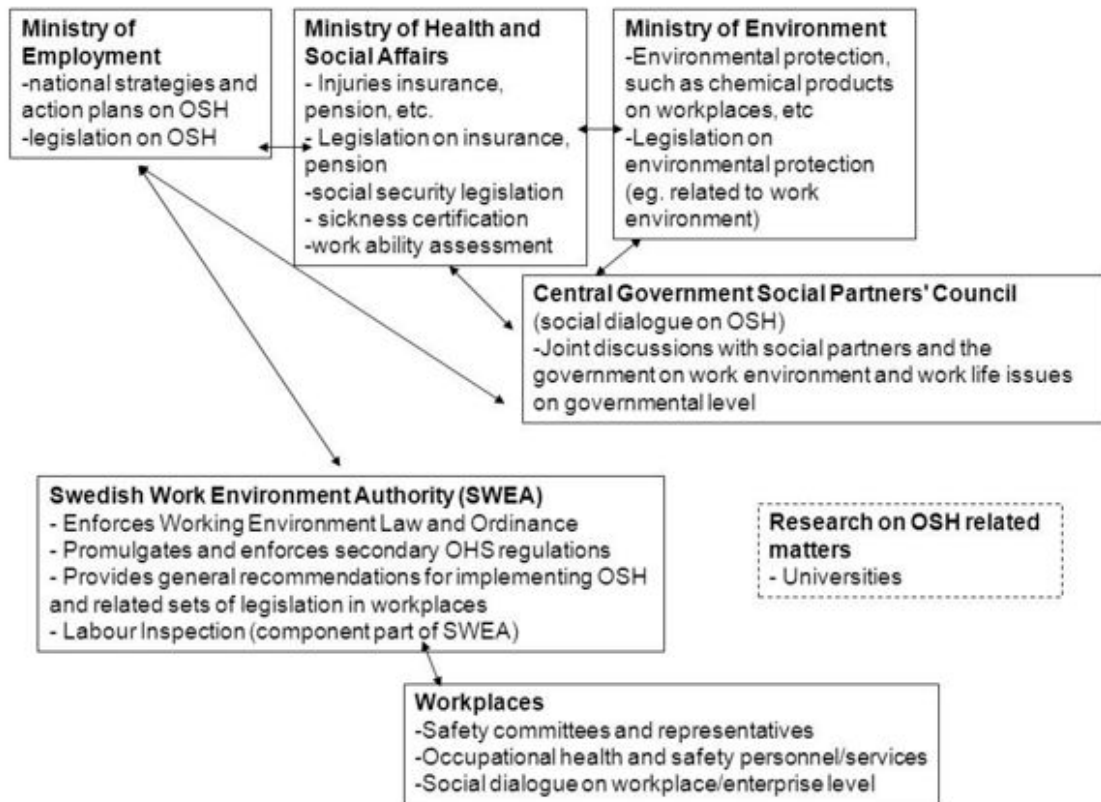 Ministry of
Employment
-national strategies and
action plans on OSH
-legislation on OSH
Ministry of Health and
Social Affairs
- Injuries insurance,
pension, etc.
- Legislation on insurance,
pension
-social security legislation
- sickness certification
-work ability assessment
Ministry of Environment
-Environmental protection,
such as chemical products
on workplaces, etc
-Legislation on
environmental protection
(eg. related to work
environment)
Central Government Social Partners' Council
(social dialogue on OSH)
-Joint discussions with social partners and the
government on work environment and work life issues
on governmental level
Swedish Work Environment Authority (SWEA)
- Enforces Working Environment Law and Ordinance
- Promulgates and enforces secondary OHS regulations
- Provides general recommendations for implementing OSH
and related sets of legislation in workplaces
- Labour Inspection (component part of SWEA)
Research on OSH related
matters
- Universities
Workplaces
-Safety committees and representatives
-Occupational health and safety personnel/services
-Social dialogue on workplace/enterprise level